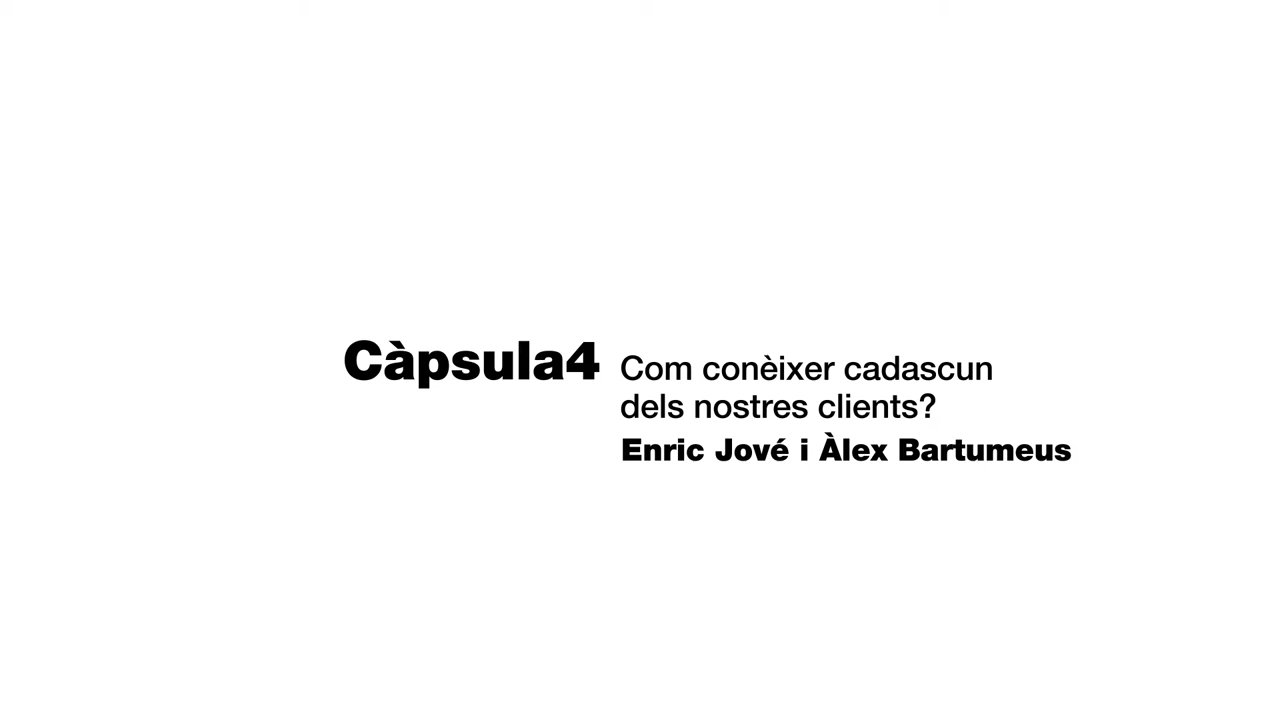 Càpsula4
Com conèixer cadascun
dels nostres clients?
Enric Jové i Àlex Bartumeus